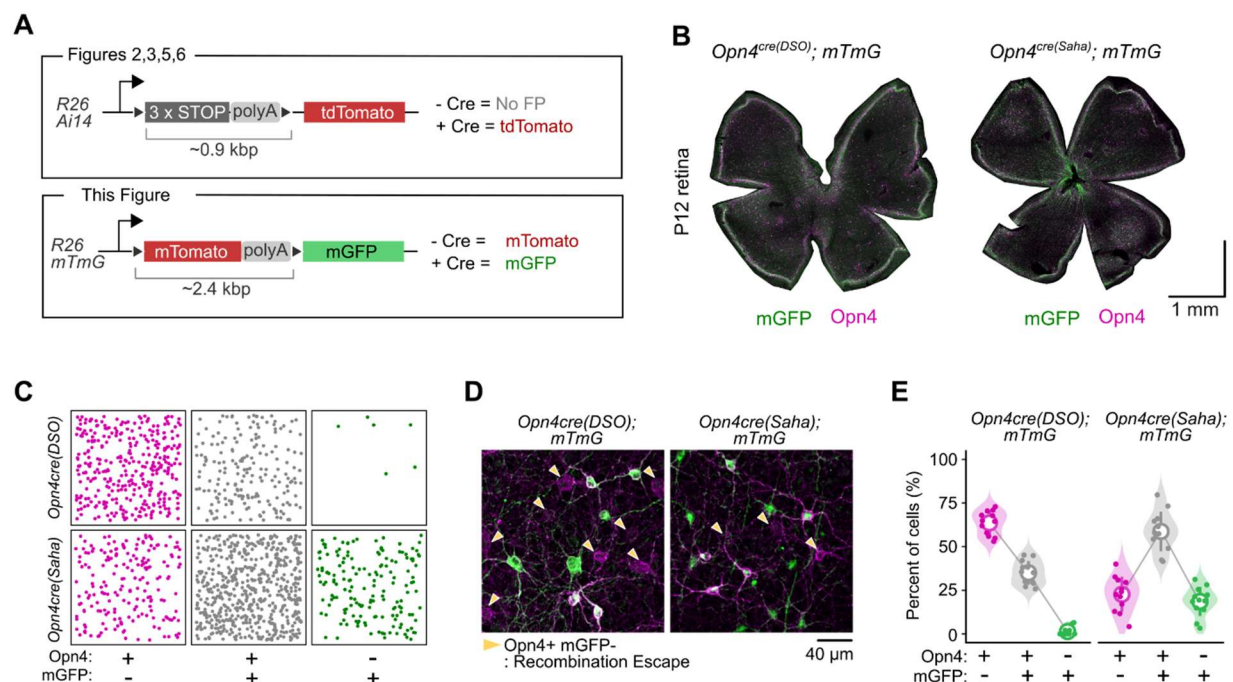 A
Figures 2,3,5,6
R26
Ai14
3 x STOP
polyA
tdTomato
~0.9 kbp
- Cre = No FP
+ Cre = tdTomato
This Figure
R26
mTmG
mTomato
polyA
mGFP
~2.4 kbp
- Cre = mTomato
+ Cre = mGFP
B
Opn4cre(DSO); mTmG
Opn4cre(Saha); mTmG
P12 retina
mGFP Opn4
mGFP Opn4
1 mm
C
Opn4cre(DSO)
Opn4cre(Saha)
Opn4: + + -
mGFP: - + +
D
Opn4cre(DSO);
mTmG
Opn4cre(Saha);
mTmG
Opn4+ mGFP-
: Recombination Escape
40 µm
E
Opn4cre(DSO);
mTmG
Opn4cre(Saha);
mTmG
Percent of cells (%)
100
75
50
25
0
Opn4: + + - + + -
mGFP: - + + - + +